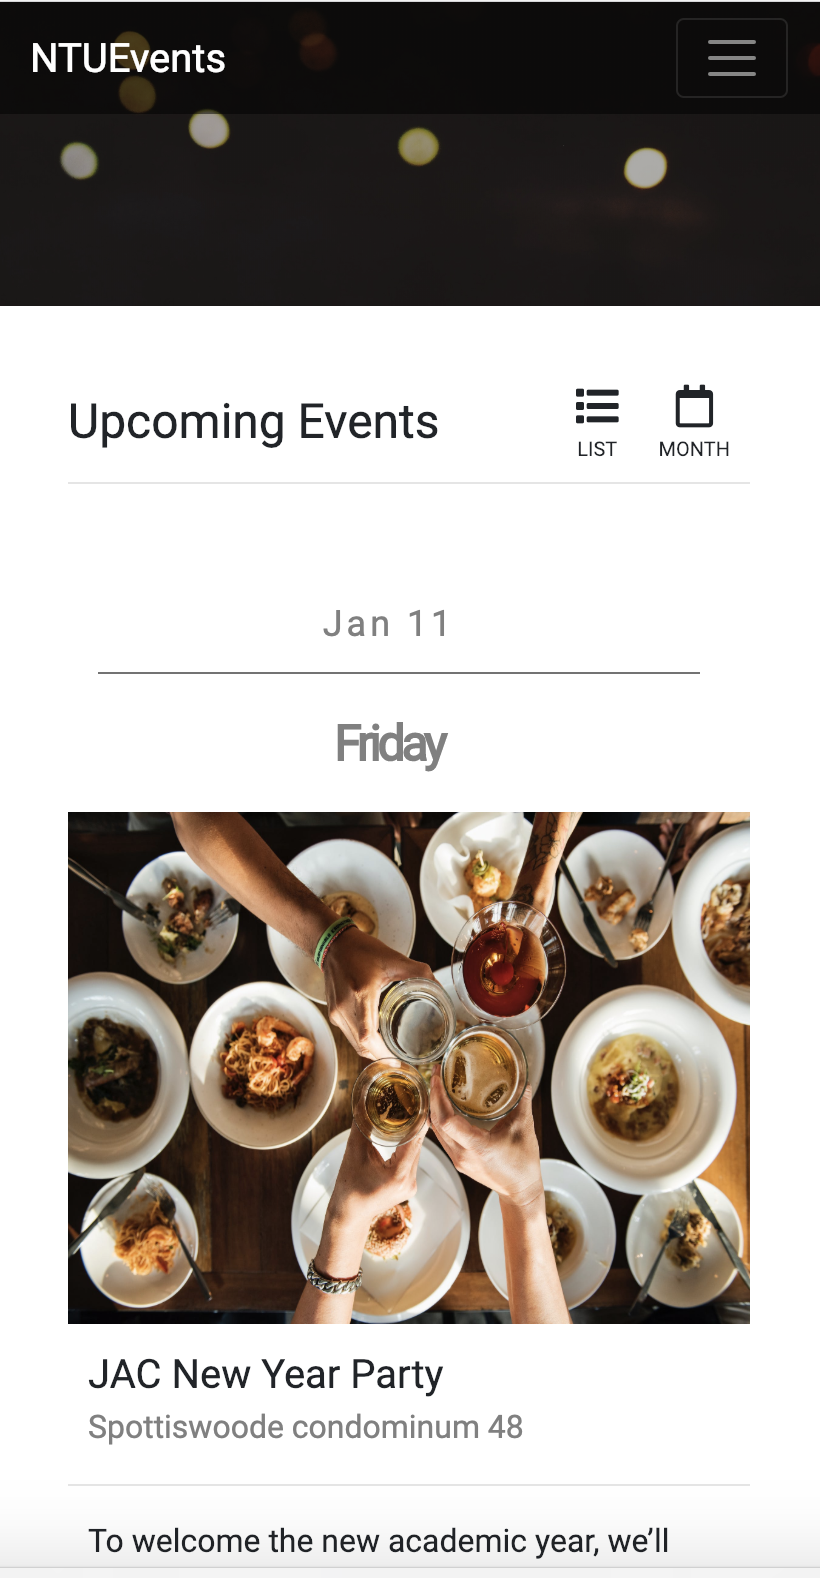 NTUEvents
Upcoming Events
LIST
MONTH
Jan 11
Friday
JAC New Year Party
Spottiswoode condominum 48
To welcome the new academic year, we’ll